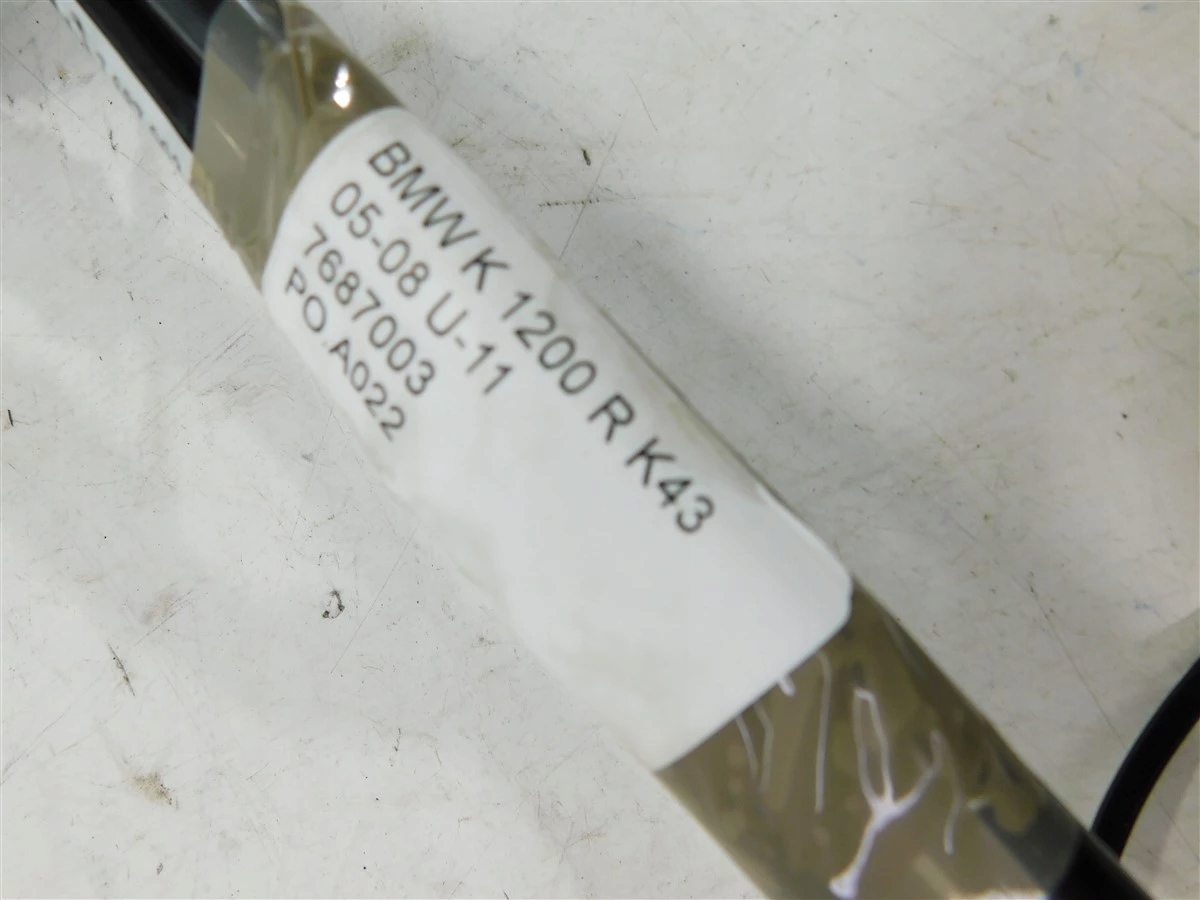 BMW K 1200 R K43
05-08 U-11
7687003
PO.A022